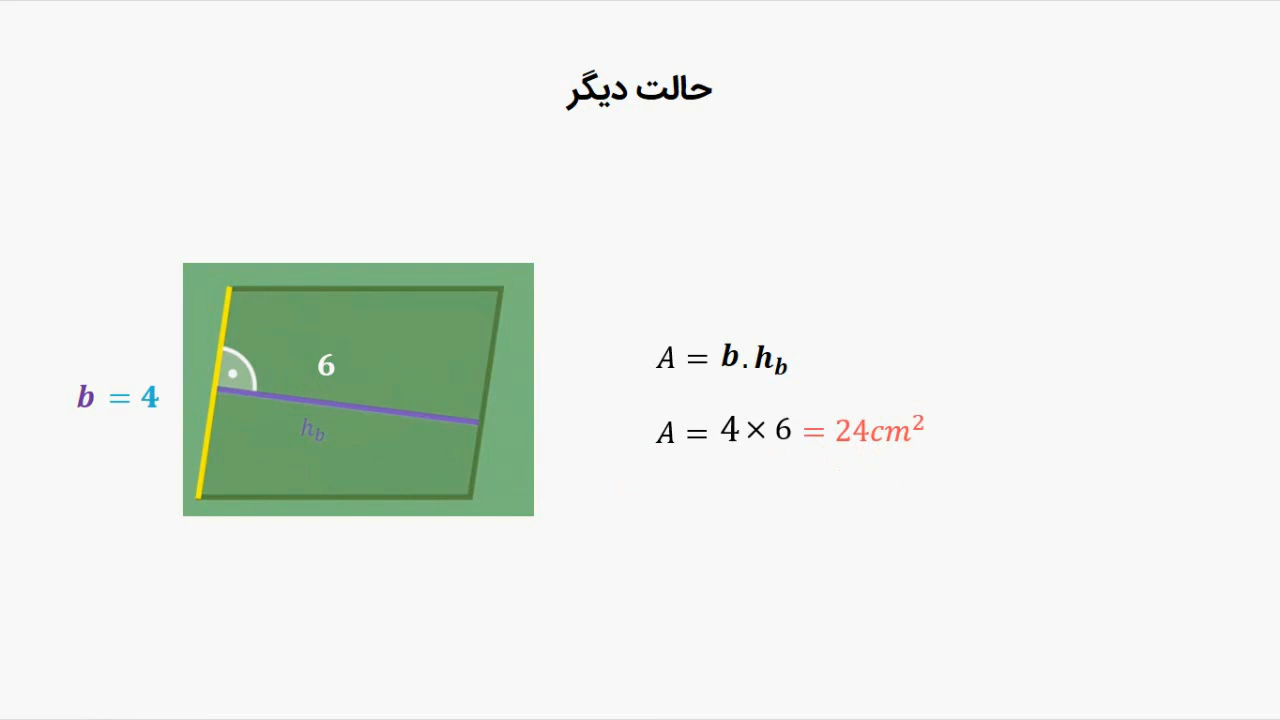 حالت دیگر
6
b = 4
h_b
A = b . h_b
A = 4 × 6 = 24cm²